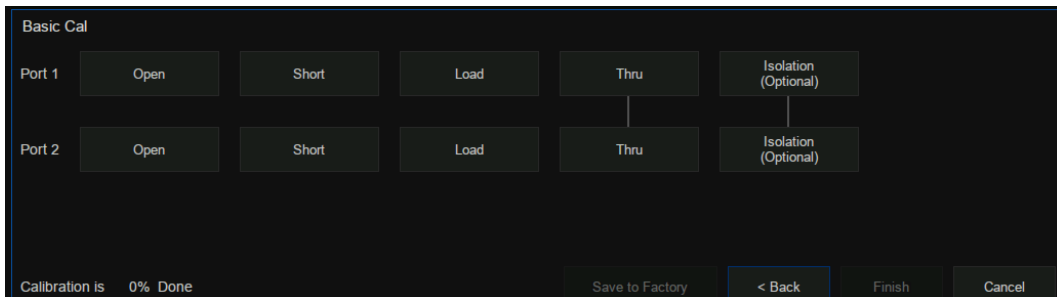 Basic Cal
Port 1 Open Short Load Thru Isolation
(Optional)
Port 2 Open Short Load Thru Isolation
(Optional)
Calibration is 0% Done Save to Factory < Back Finish Cancel